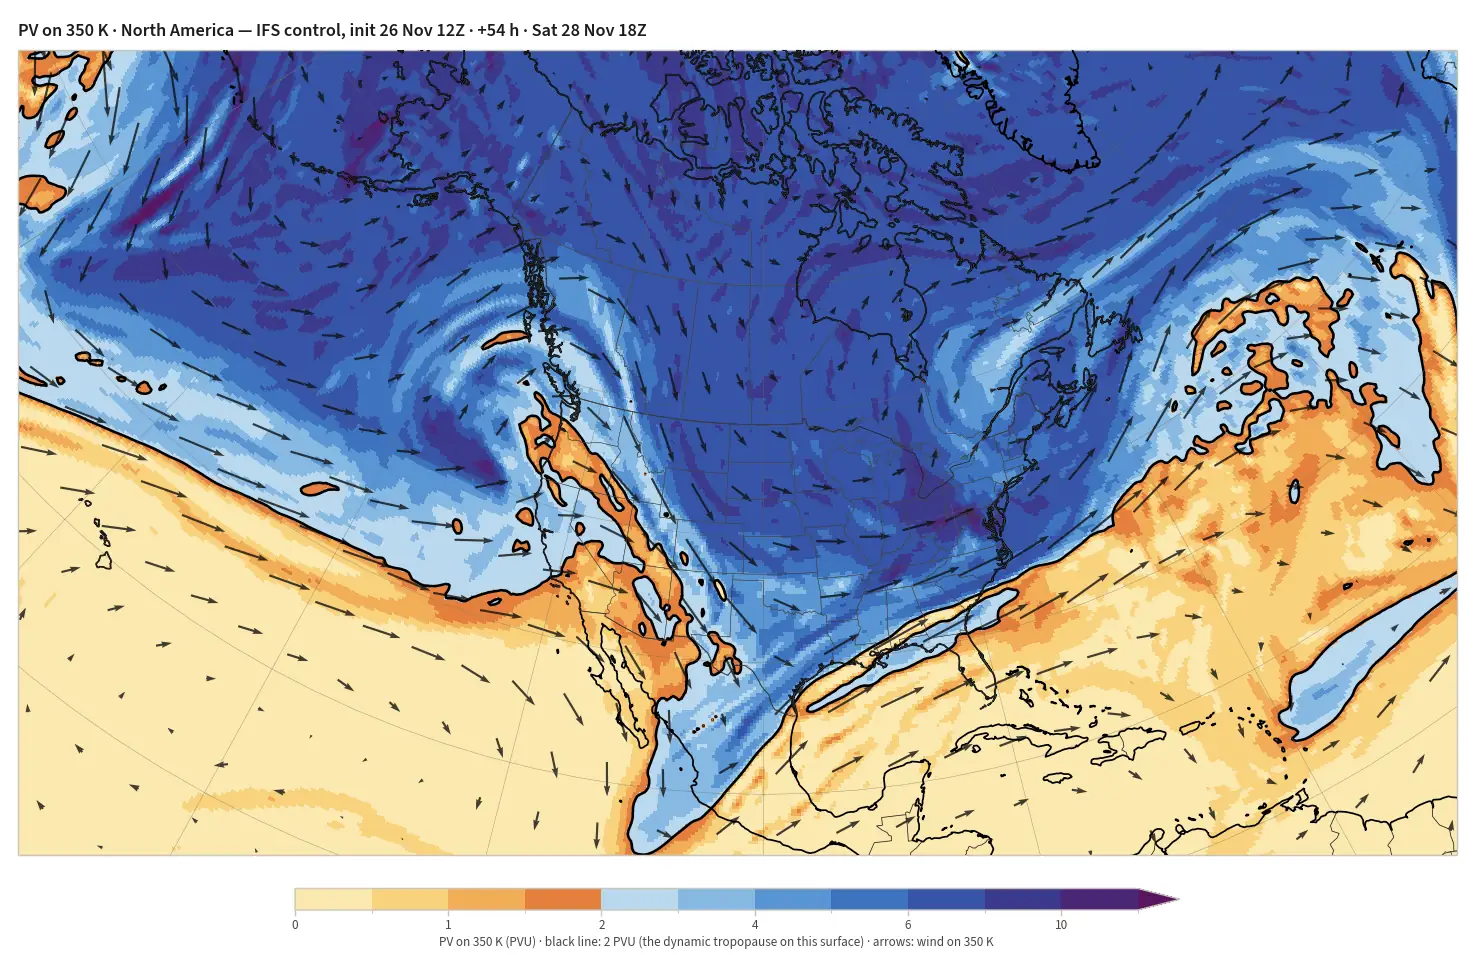 PV on 350 K · North America — IFS control, init 26 Nov 12Z · +54 h · Sat 28 Nov 18Z
0 1 2 4 6 10
PV on 350 K (PVU) · black line: 2 PVU (the dynamic tropopause on this surface) · arrows: wind on 350 K